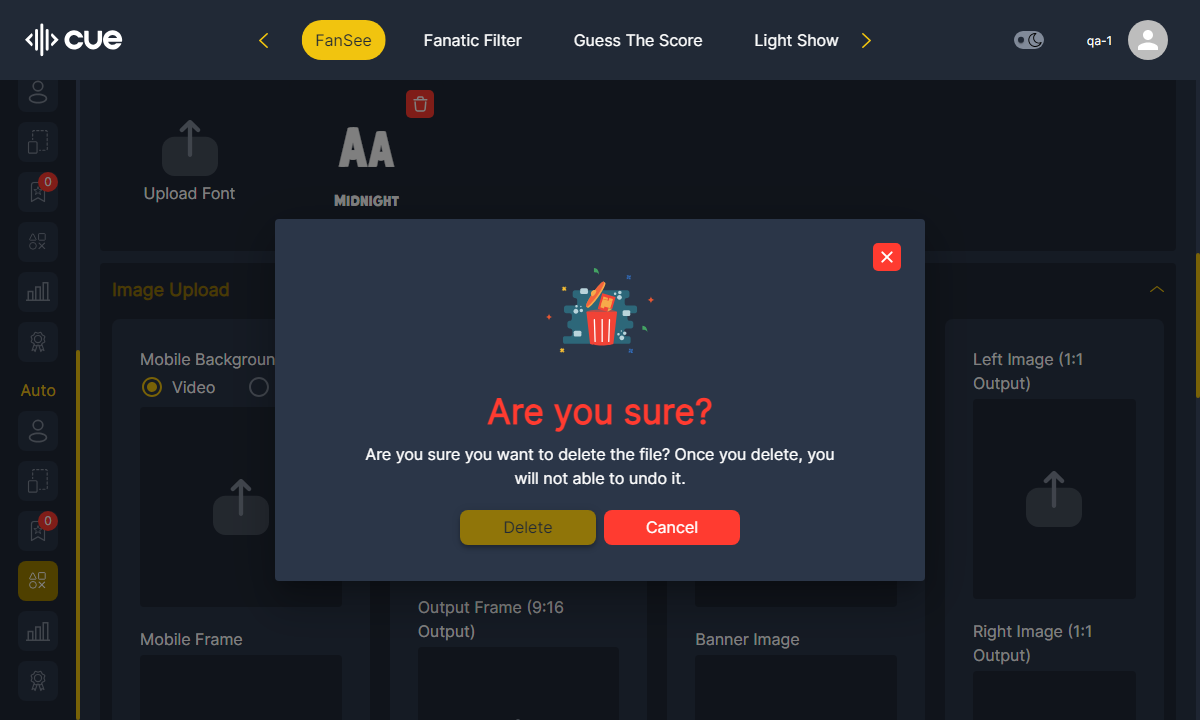 cue
FanSee
Fanatic Filter
Guess The Score
Light Show
qa-1
0
Upload Font
AA
MIDNIGHT
Image Upload
Mobile Backgroun
Video
Left Image (1:1
Output)
Are you sure?
Are you sure you want to delete the file? Once you delete, you
will not able to undo it.
Delete
Cancel
Auto
0
Mobile Frame
Output Frame (9:16
Output)
Banner Image
Right Image (1:1
Output)